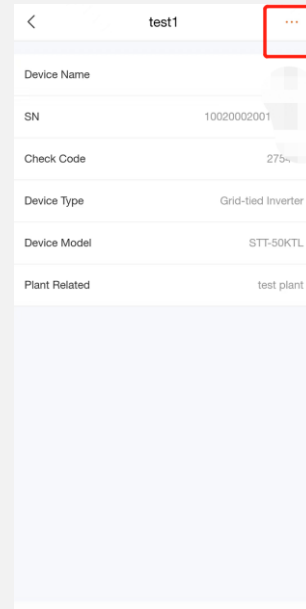 test1
Device Name
SN 10020002001
Check Code
Device Type Grid-tied Inverter
Device Model STT-50KTL
Plant Related test plant